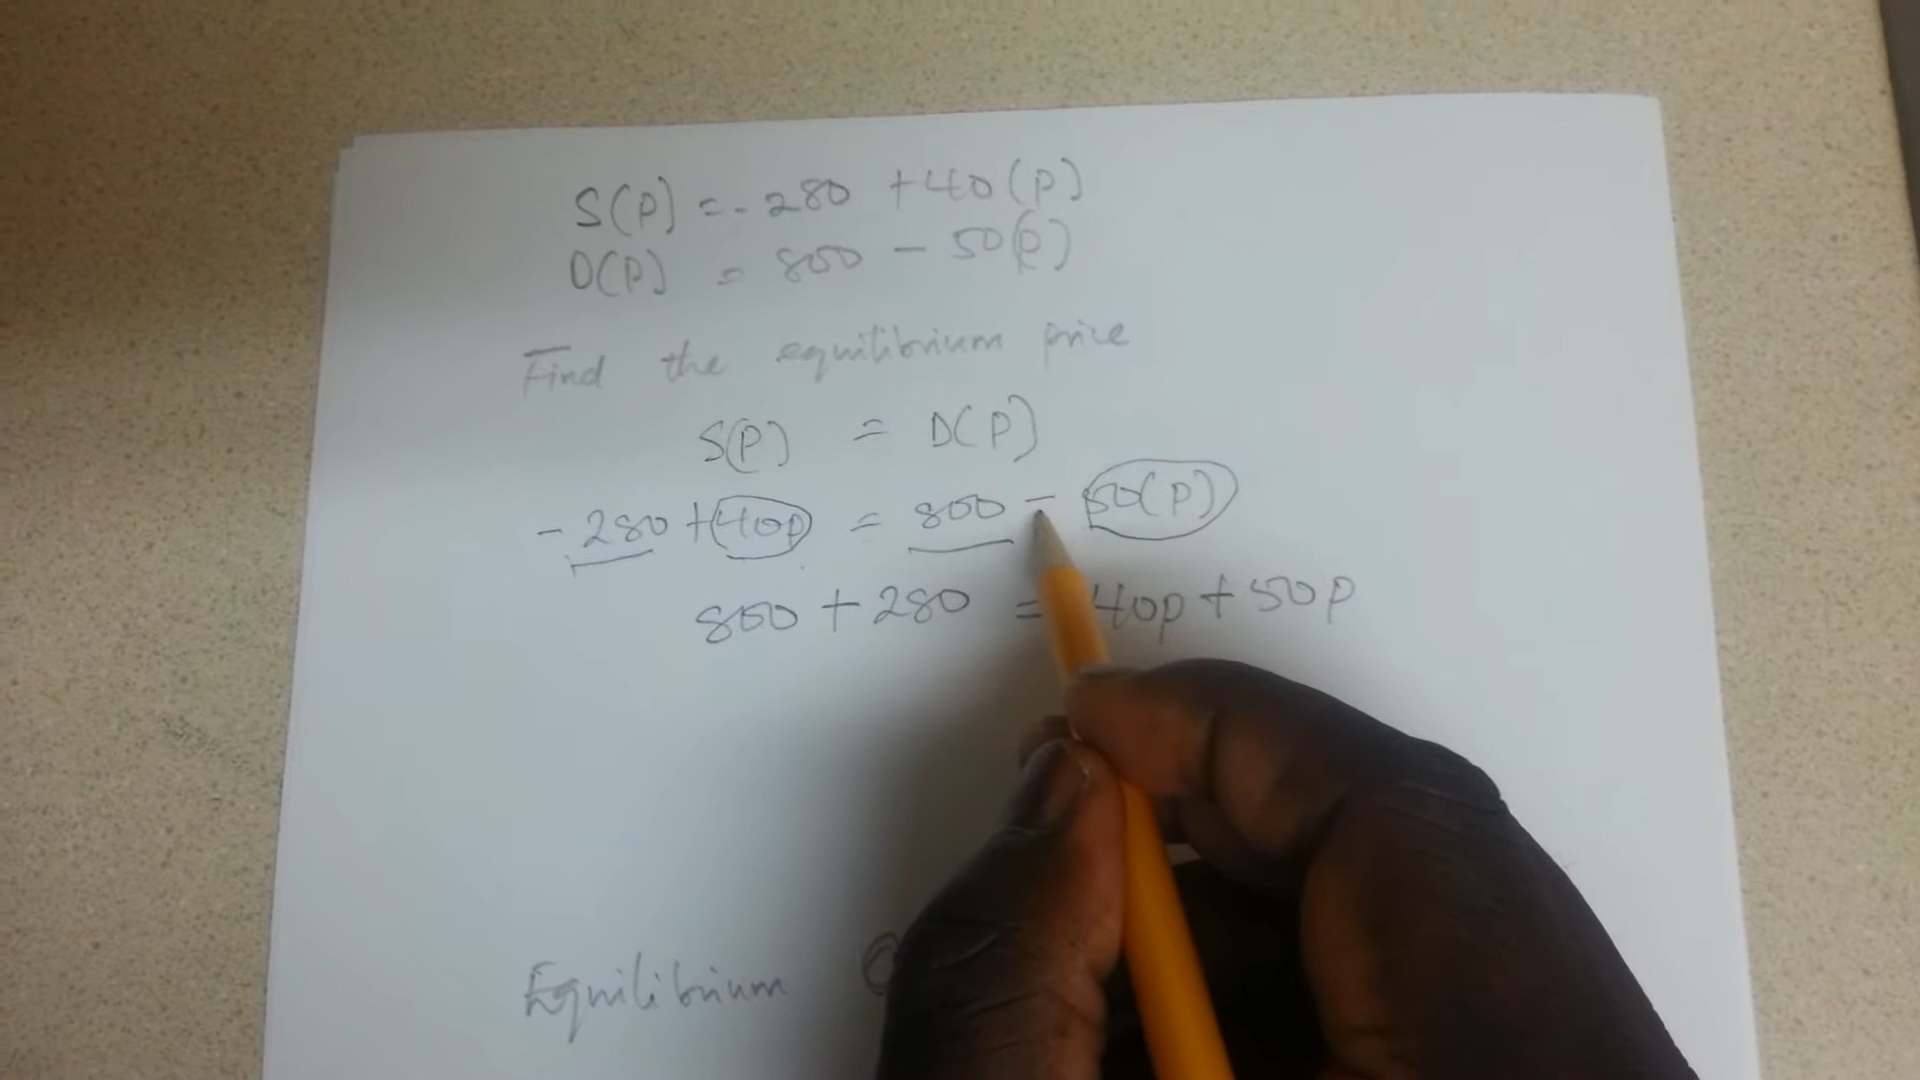 S(P) = - 280 + 40(P)
D(P) = 800 - 50(P)
Find the equilibrium price
S(P) = D(P)
- 280 + 40p = 800 - 50(P)
800 + 280 = 40p + 50p
Equilibrium